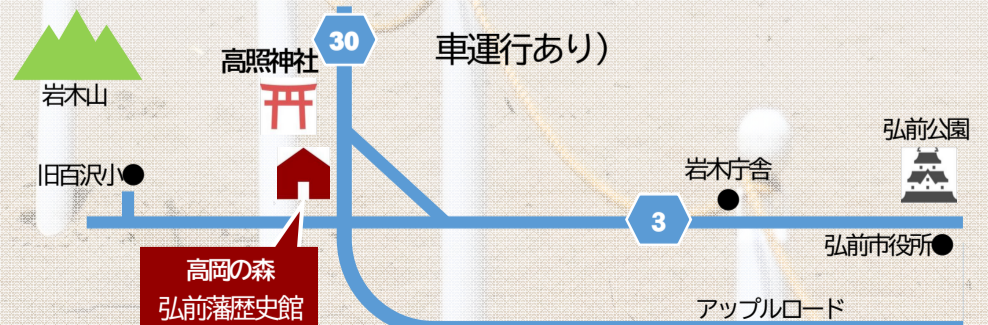 30
車運行あり）
高照神社
岩木山
弘前公園
旧百沢小
岩木庁舎
3
弘前市役所
高岡の森
弘前藩歴史館
アップルロード